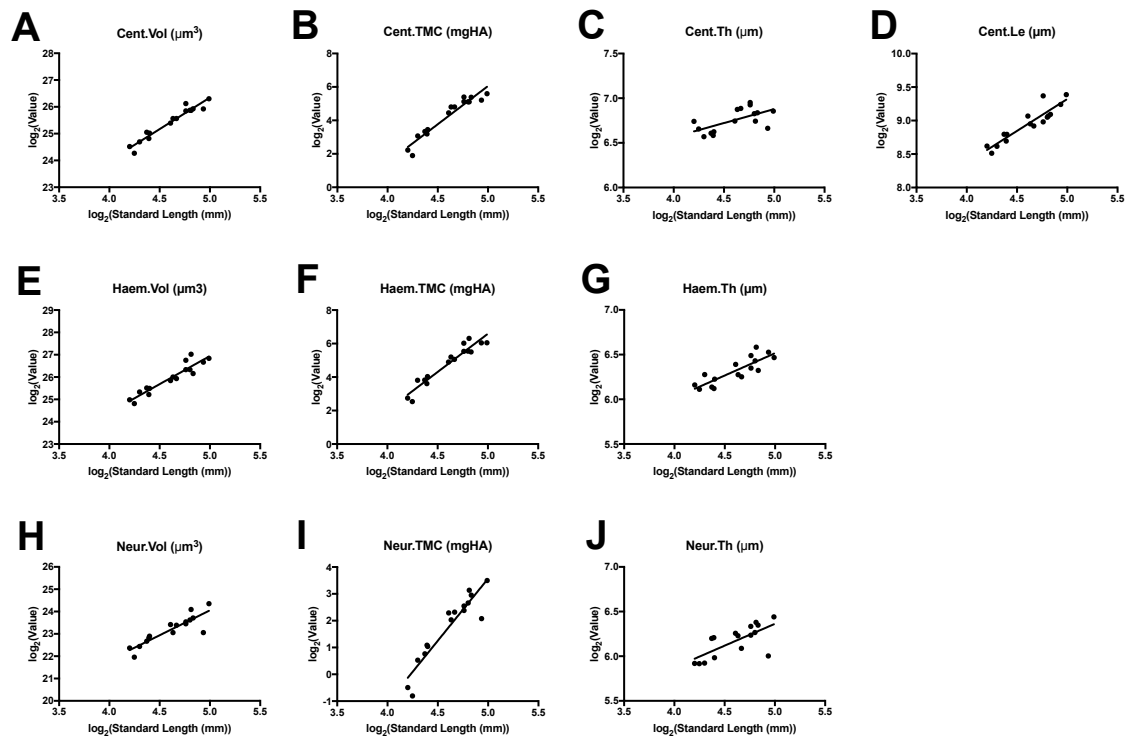 A
Cent.Vol (µm³)
28
27
26
25
24
23
3.5 4.0 4.5 5.0 5.5
log₂(Value)
log₂(Standard Length (mm))
B
Cent.TMC (mgHA)
8
6
4
2
0
3.5 4.0 4.5 5.0 5.5
log₂(Value)
log₂(Standard Length (mm))
C
Cent.Th (µm)
7.5
7.0
6.5
6.0
3.5 4.0 4.5 5.0 5.5
log₂(Value)
log₂(Standard Length (mm))
D
Cent.Le (µm)
10.0
9.5
9.0
8.5
8.0
3.5 4.0 4.5 5.0 5.5
log₂(Value)
log₂(Standard Length (mm))
E
Haem.Vol (µm3)
29
28
27
26
25
24
23
3.5 4.0 4.5 5.0 5.5
log₂(Value)
log₂(Standard Length (mm))
F
Haem.TMC (mgHA)
8
6
4
2
0
3.5 4.0 4.5 5.0 5.5
log₂(Value)
log₂(Standard Length (mm))
G
Haem.Th (µm)
7.0
6.5
6.0
5.5
3.5 4.0 4.5 5.0 5.5
log₂(Value)
log₂(Standard Length (mm))
H
Neur.Vol (µm³)
26
25
24
23
22
21
20
3.5 4.0 4.5 5.0 5.5
log₂(Value)
log₂(Standard Length (mm))
I
Neur.TMC (mgHA)
4
3
2
1
0
-1
3.5 4.0 4.5 5.0 5.5
log₂(Value)
log₂(Standard Length (mm))
J
Neur.Th (µm)
7.0
6.5
6.0
5.5
3.5 4.0 4.5 5.0 5.5
log₂(Value)
log₂(Standard Length (mm))